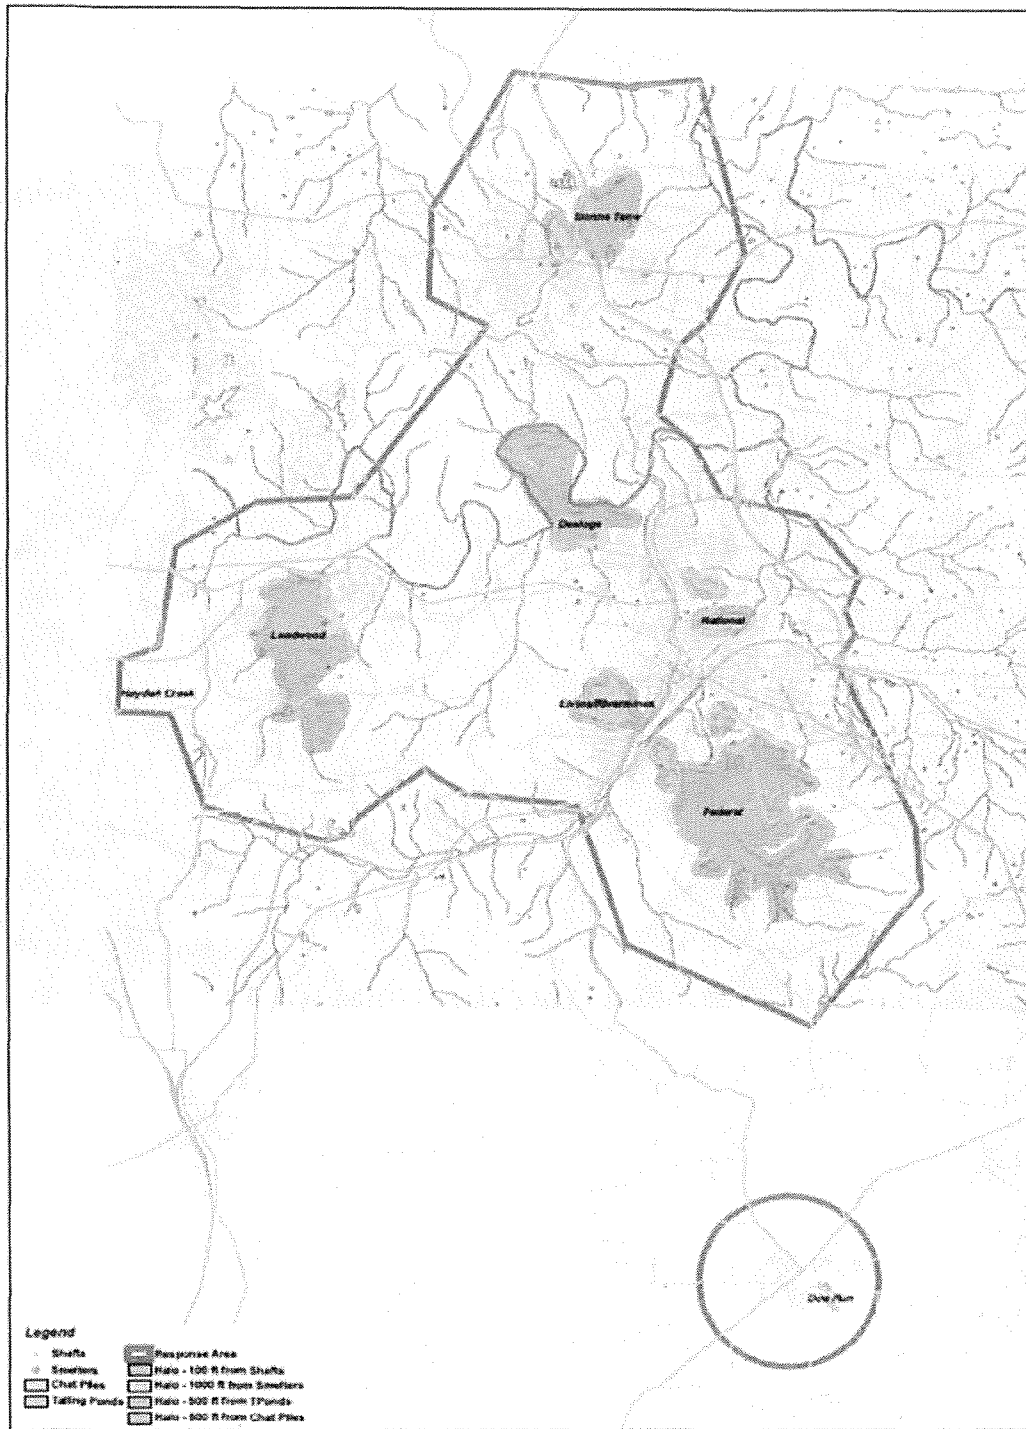 Bonne Terre
Desloge
National
Leadwood
Hayden Creek
Federal
Doe Run
Legend
Shafts
Smelters
Chat Piles
Tailing Ponds
Response Area
Halo - 100 ft from Shafts
Halo - 1000 ft from Smelters
Halo - 500 ft from TPonds
Halo - 500 ft from Chat Piles